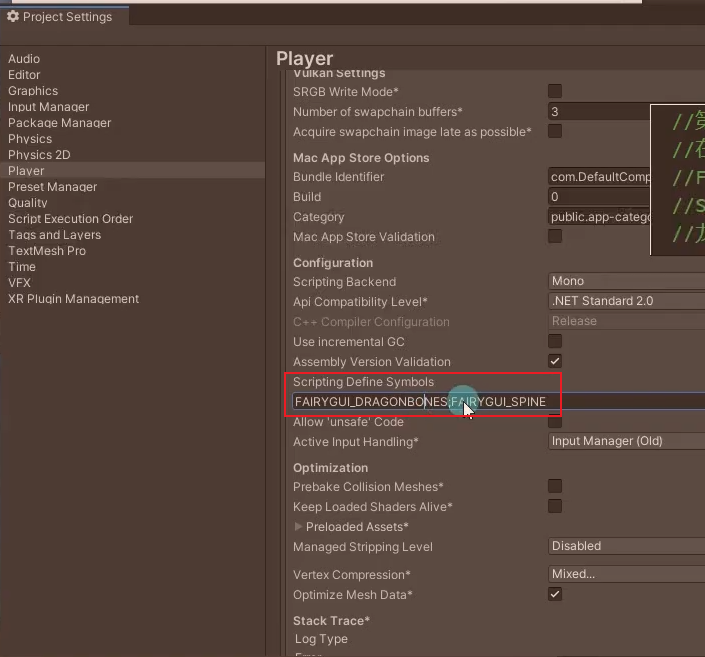 Project Settings
Audio
Editor
Graphics
Input Manager
Package Manager
Physics
Physics 2D
Player
Preset Manager
Quality
Script Execution Order
Tags and Layers
TextMesh Pro
Time
VFX
XR Plugin Management
Player
Vulkan Settings
SRGB Write Mode*
Number of swapchain buffers* 3
Acquire swapchain image late as possible*
Mac App Store Options
Bundle Identifier com.DefaultComp
Build 0
Category public.app-catego
Mac App Store Validation
//第
//在
//F
//S
//
Configuration
Scripting Backend Mono
Api Compatibility Level* .NET Standard 2.0
C++ Compiler Configuration Release
Use incremental GC
Assembly Version Validation
Scripting Define Symbols
FAIRYGUI_DRAGONBONES;FAIRYGUI_SPINE
Allow 'unsafe' Code
Active Input Handling* Input Manager (Old)
Optimization
Prebake Collision Meshes*
Keep Loaded Shaders Alive*
Preloaded Assets*
Managed Stripping Level Disabled
Vertex Compression* Mixed...
Optimize Mesh Data*
Stack Trace*
Log Type